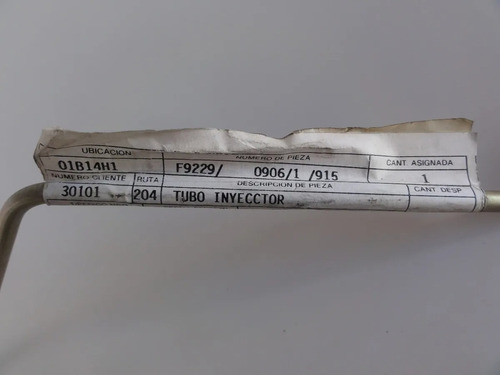 UBICACION NUMERO DE PIEZA CANT. ASIGNADA
01B14H1 F9229/ 0906/1 /915 1
NUMERO CLIENTE RUTA DESCRIPCION DE PIEZA CANT DESP
30101 204 TUBO INYECCTOR